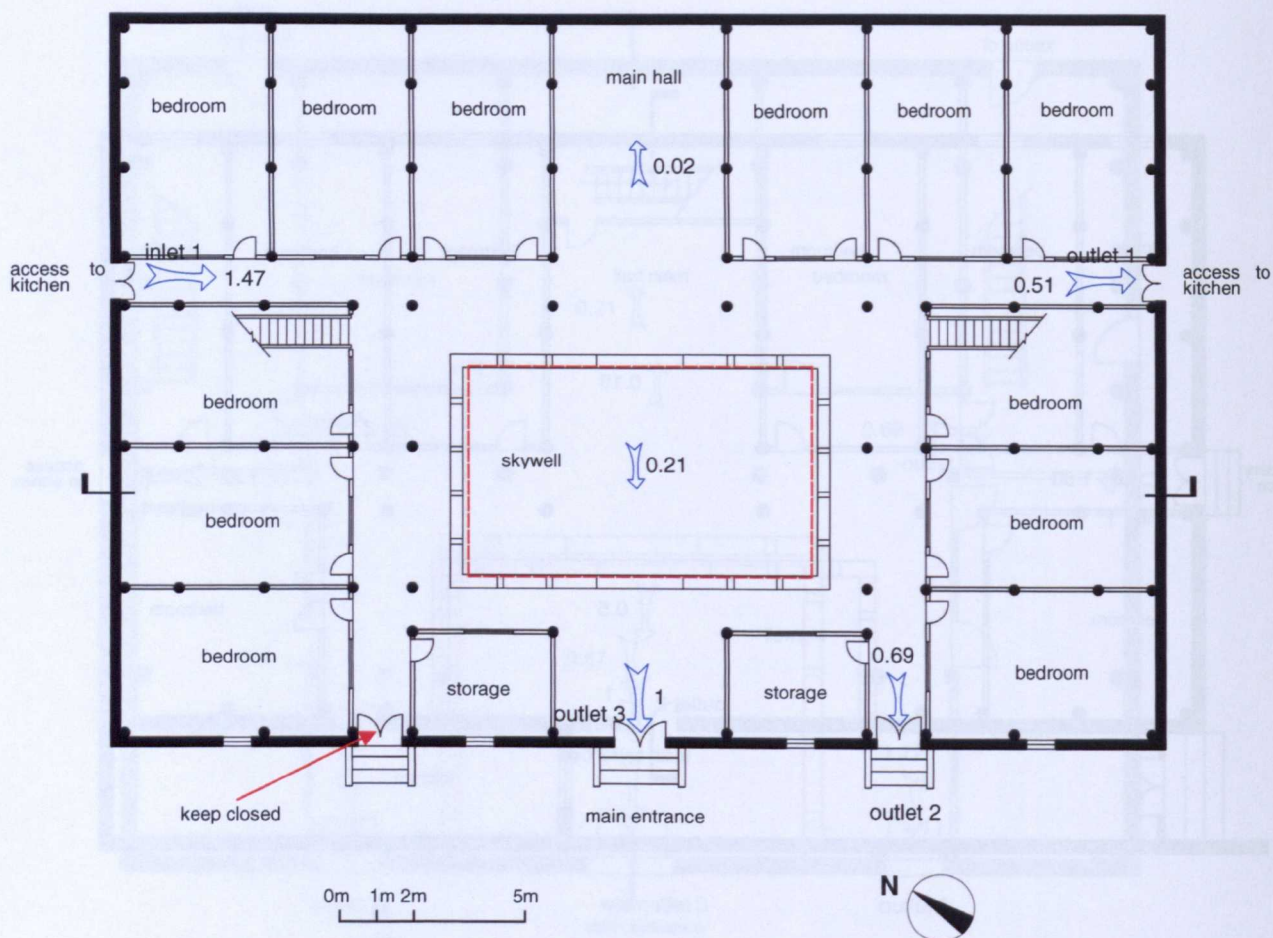 main hall
bedroom
bedroom
bedroom
bedroom
bedroom
bedroom
0.02
inlet 1
outlet 1
access to
kitchen
1.47
0.51
access to
kitchen
bedroom
bedroom
skywell
0.21
bedroom
bedroom
bedroom
storage
outlet 3
1
storage
0.69
bedroom
keep closed
main entrance
outlet 2
0m 1m 2m 5m
N